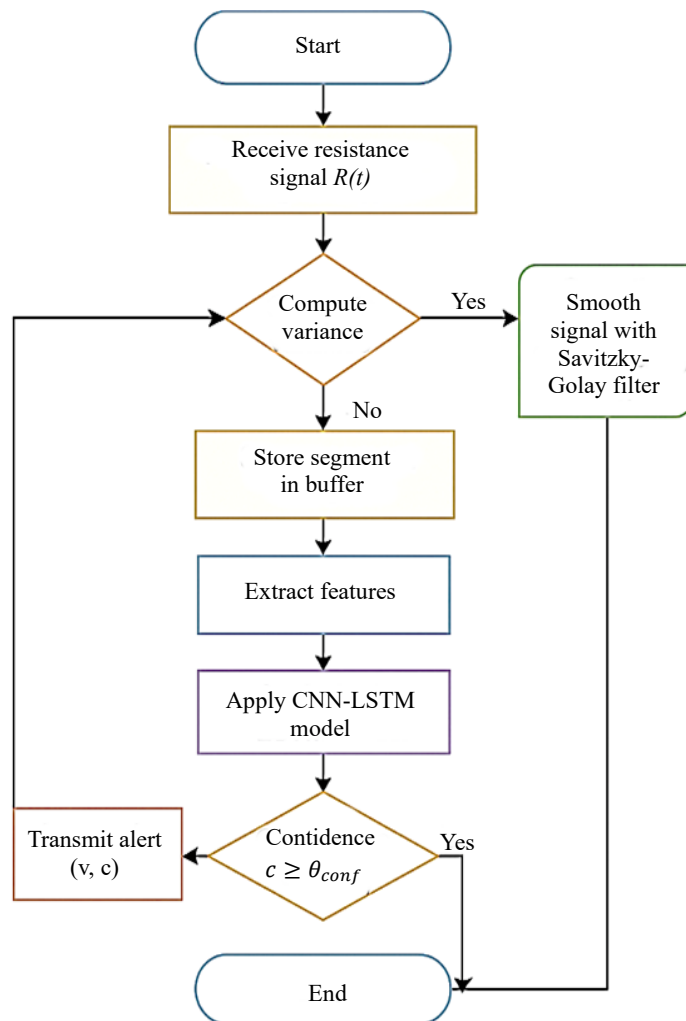 Start
Receive resistance
signal R(t)
Compute
variance
Yes
Smooth
signal with
Savitzky-
Golay filter
No
Store segment
in buffer
Extract features
Apply CNN-LSTM
model
Contidence
c ≥ θ_conf
Yes
Transmit alert
(v, c)
End